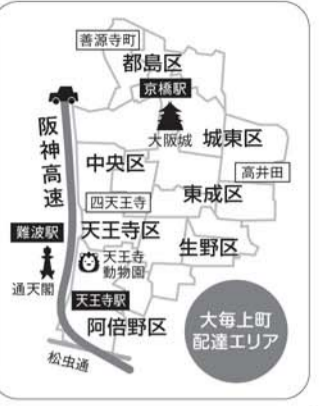 善源寺町
都島区
京橋駅
大阪城
城東区
阪神高速
中央区
高井田
東成区
四天王寺
天王寺区
難波駅
生野区
天王寺
動物園
通天閣
天王寺駅
大毎上町
配達エリア
阿倍野区
松虫通